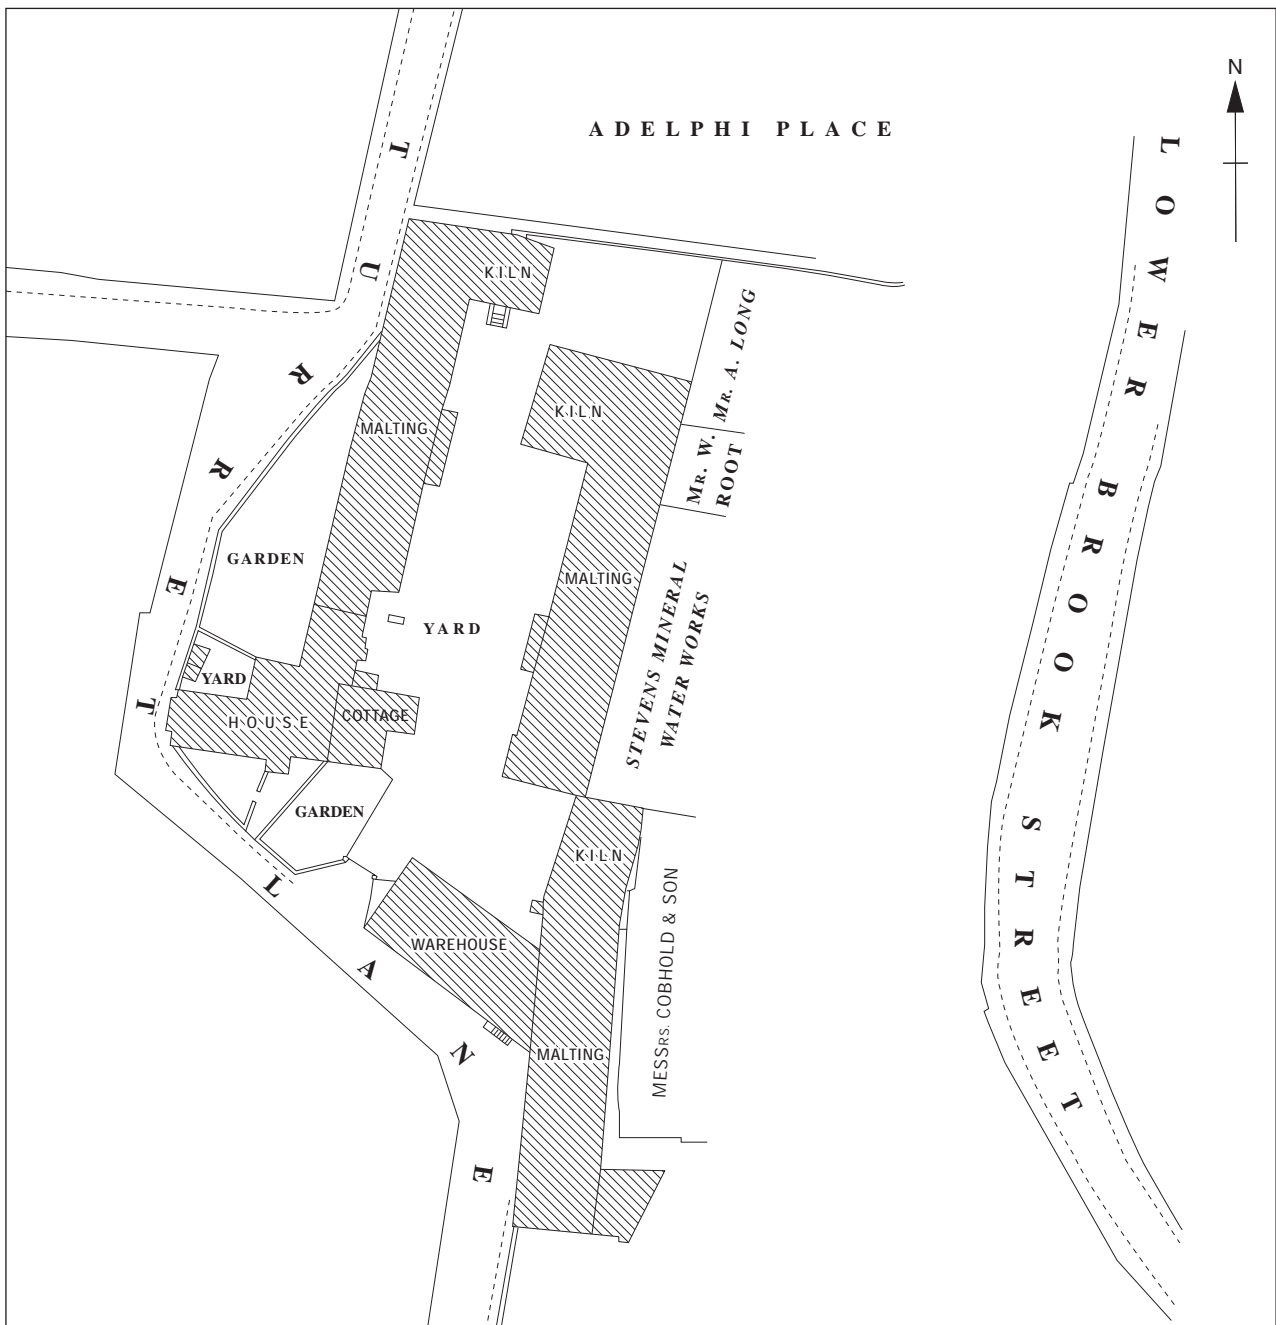 N
ADELPHI PLACE
TURRET LANE
LOWER BROOK STREET
KILN
MR. A. LONG
KILN
MALTING
MR. W.
ROOT
GARDEN
MALTING
YARD
STEVENS MINERAL
WATER WORKS
YARD
HOUSE
COTTAGE
GARDEN
KILN
WAREHOUSE
MESSRS. COBHOLD & SON
MALTING